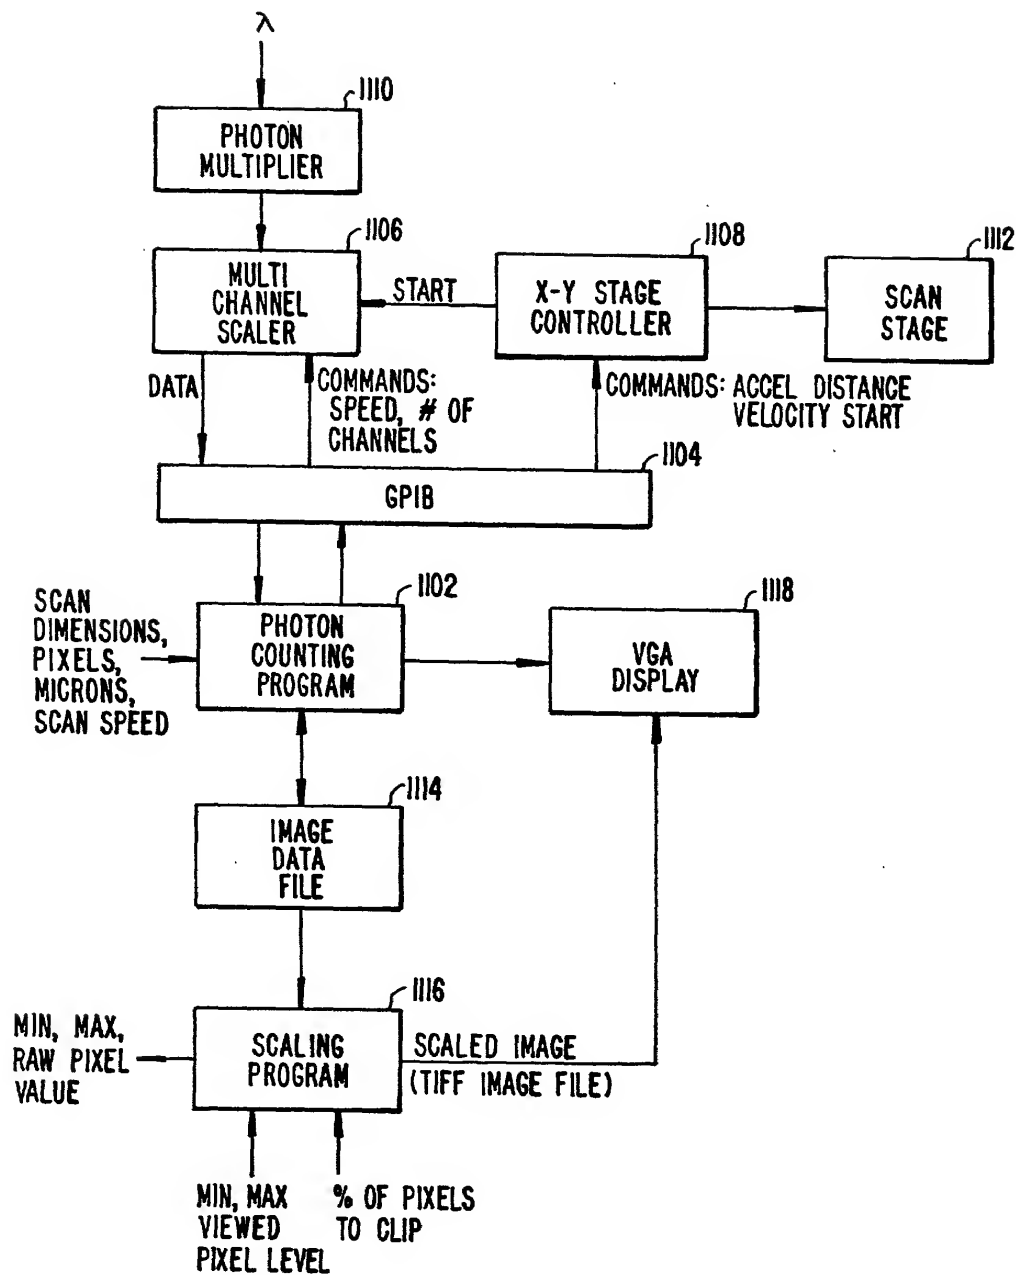 λ
1110
PHOTON
MULTIPLIER
1106
MULTI
CHANNEL
SCALER
START
1108
X-Y STAGE
CONTROLLER
1112
SCAN
STAGE
DATA
COMMANDS:
SPEED, # OF
CHANNELS
COMMANDS: ACCEL DISTANCE
VELOCITY START
1104
GPIB
SCAN
DIMENSIONS,
PIXELS,
MICRONS,
SCAN SPEED
1102
PHOTON
COUNTING
PROGRAM
1118
VGA
DISPLAY
1114
IMAGE
DATA
FILE
1116
SCALING
PROGRAM
MIN, MAX,
RAW PIXEL
VALUE
SCALED IMAGE
(TIFF IMAGE FILE)
MIN, MAX
VIEWED
PIXEL LEVEL
% OF PIXELS
TO CLIP